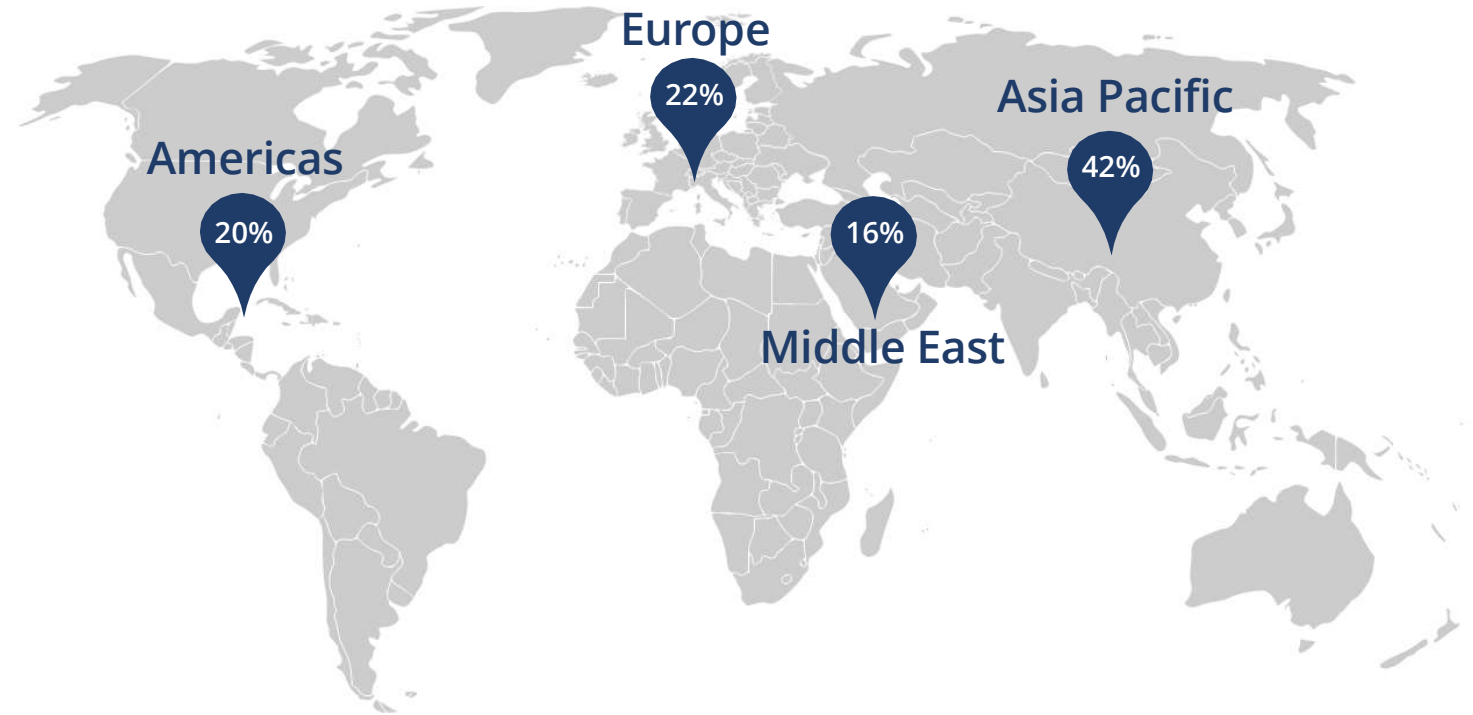 Europe
22%
Asia Pacific
42%
Americas
20%
16%
Middle East